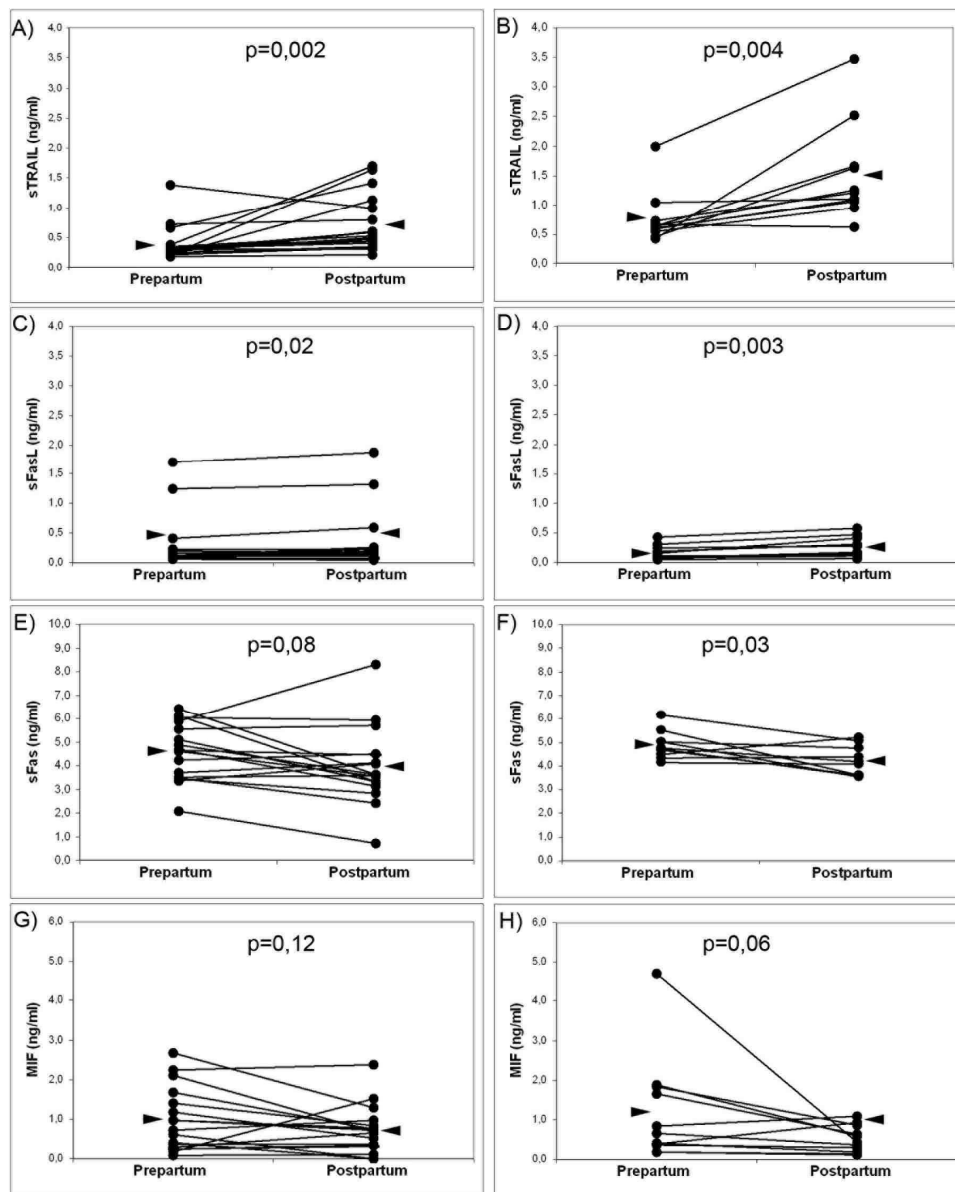 A)
p=0,002
sTRAIL (ng/ml)
4,0
3,5
3,0
2,5
2,0
1,5
1,0
0,5
0,0
Prepartum
Postpartum
B)
p=0,004
sTRAIL (ng/ml)
4,0
3,5
3,0
2,5
2,0
1,5
1,0
0,5
0,0
Prepartum
Postpartum
C)
p=0,02
sFasL (ng/ml)
4,0
3,5
3,0
2,5
2,0
1,5
1,0
0,5
0,0
Prepartum
Postpartum
D)
p=0,003
sFasL (ng/ml)
4,0
3,5
3,0
2,5
2,0
1,5
1,0
0,5
0,0
Prepartum
Postpartum
E)
p=0,08
sFas (ng/ml)
10,0
9,0
8,0
7,0
6,0
5,0
4,0
3,0
2,0
1,0
0,0
Prepartum
Postpartum
F)
p=0,03
sFas (ng/ml)
10,0
9,0
8,0
7,0
6,0
5,0
4,0
3,0
2,0
1,0
0,0
Prepartum
Postpartum
G)
p=0,12
MIF (ng/ml)
6,0
5,0
4,0
3,0
2,0
1,0
0,0
Prepartum
Postpartum
H)
p=0,06
MIF (ng/ml)
6,0
5,0
4,0
3,0
2,0
1,0
0,0
Prepartum
Postpartum